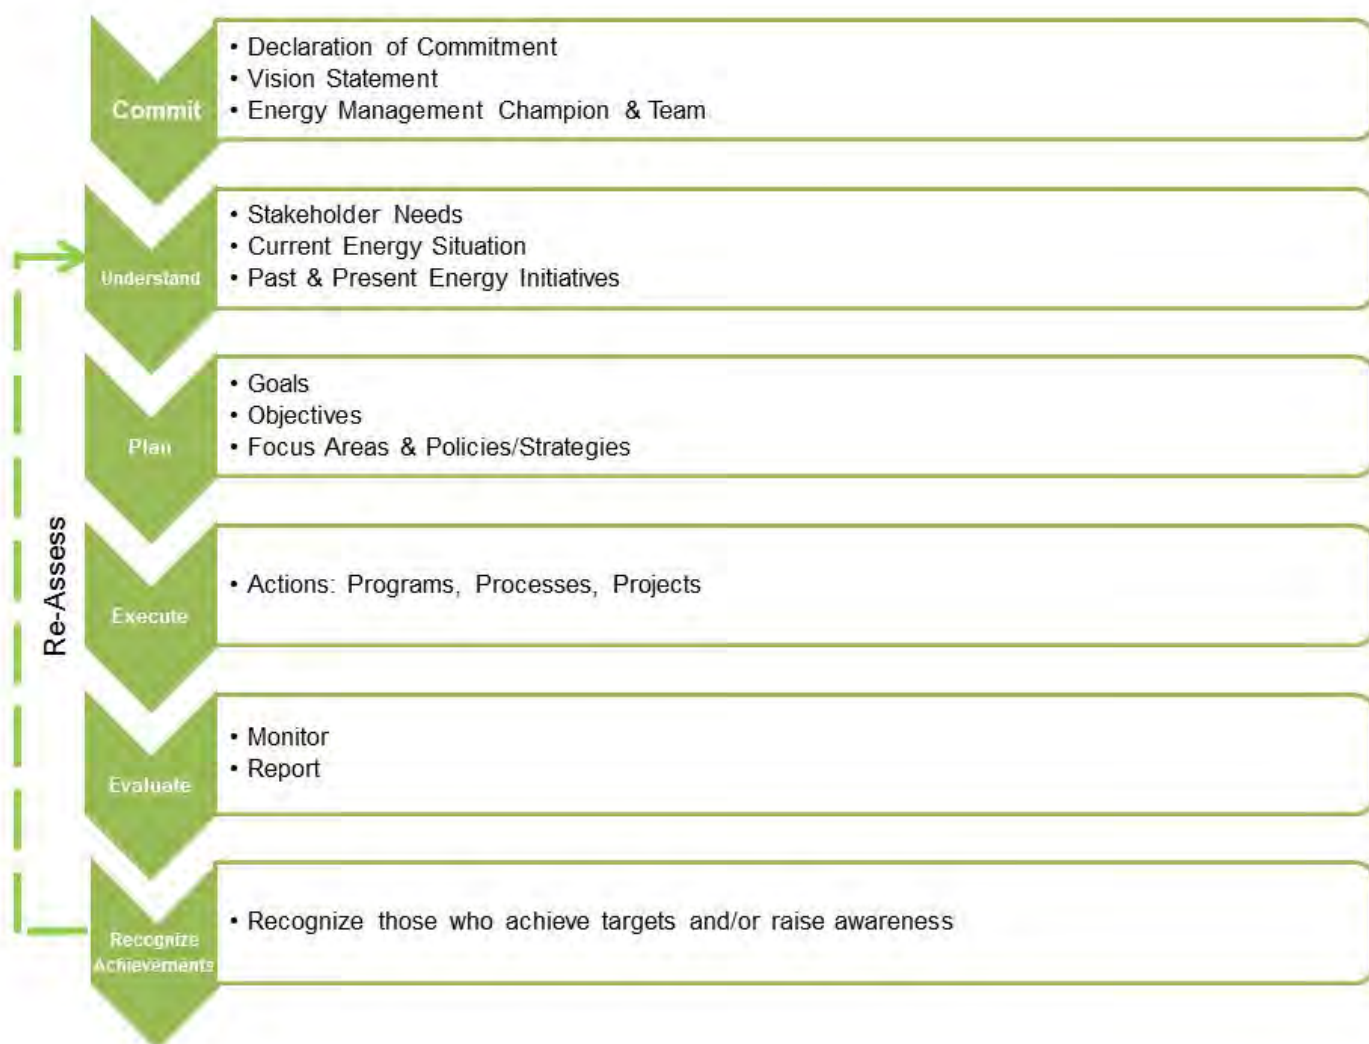 • Declaration of Commitment
• Vision Statement
Commit
• Energy Management Champion & Team
• Stakeholder Needs
• Current Energy Situation
Understand
• Past & Present Energy Initiatives
• Goals
• Objectives
Plan
• Focus Areas & Policies/Strategies
Re-Assess
• Actions: Programs, Processes, Projects
Execute
• Monitor
• Report
Evaluate
• Recognize those who achieve targets and/or raise awareness
Recognize
Achievements